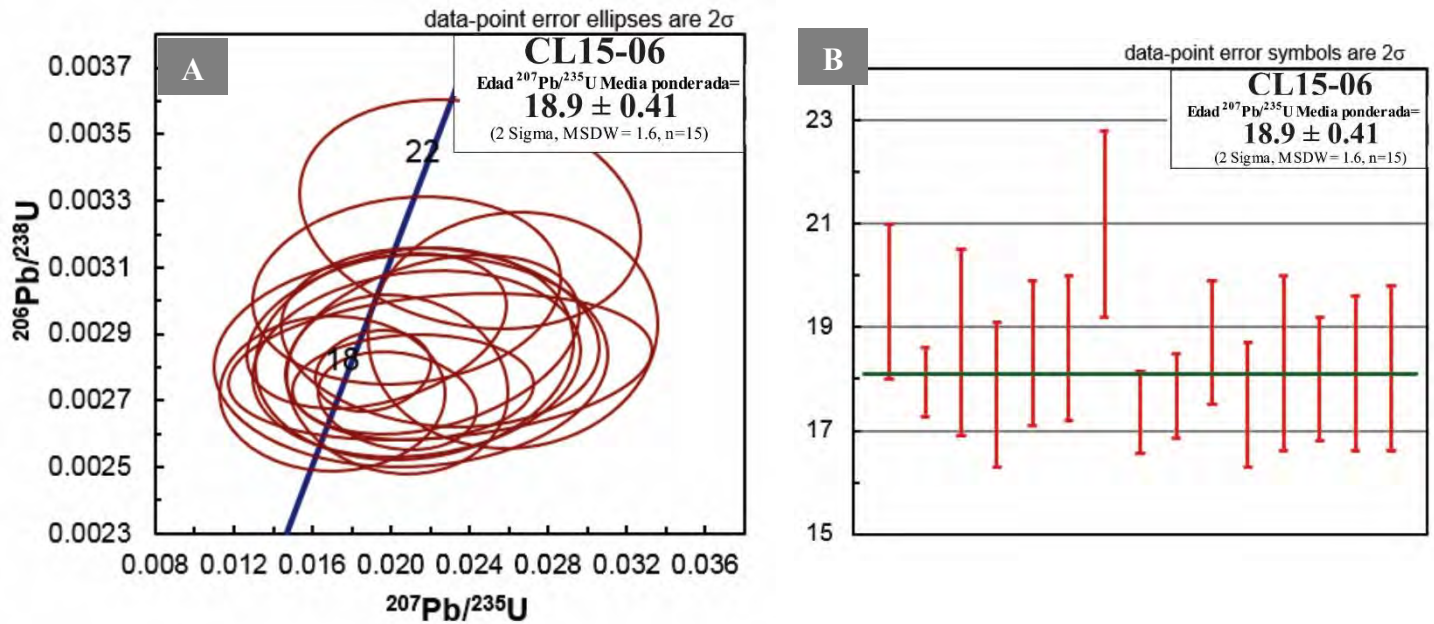 data-point error ellipses are 2σ
A
CL15-06
Edad ²⁰⁷Pb/²³⁵U Media ponderada=
18.9 ± 0.41
(2 Sigma, MSDW = 1.6, n=15)
0.0037
0.0035
0.0033
0.0031
0.0029
0.0027
0.0025
0.0023
²⁰⁶Pb/²³⁸U
22
18
0.008 0.012 0.016 0.020 0.024 0.028 0.032 0.036
²⁰⁷Pb/²³⁵U
B
data-point error symbols are 2σ
CL15-06
Edad ²⁰⁷Pb/²³⁵U Media ponderada=
18.9 ± 0.41
(2 Sigma, MSDW = 1.6, n=15)
23
21
19
17
15